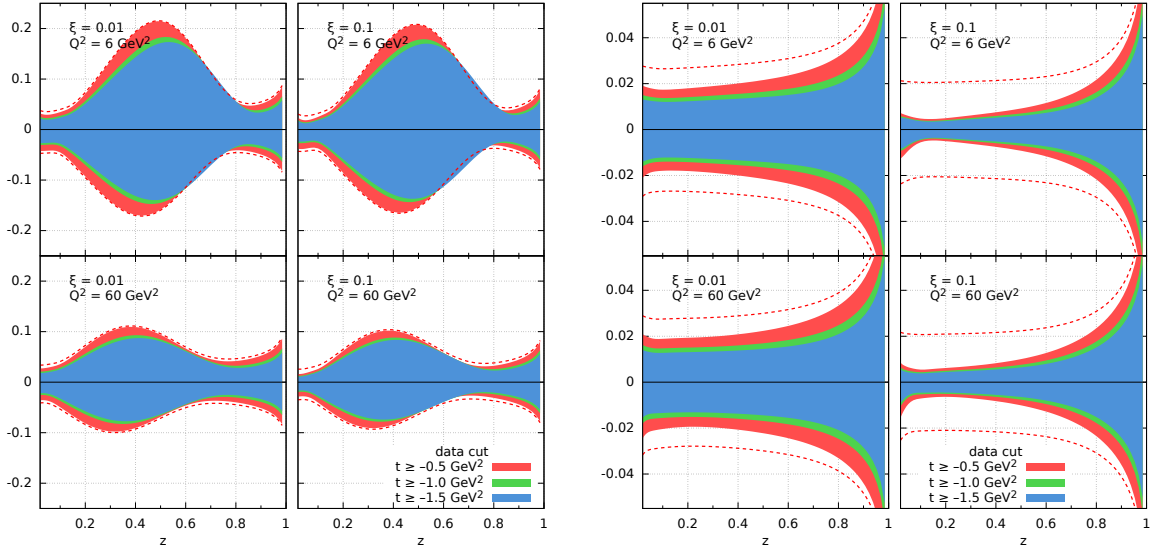 ξ = 0.01
Q² = 6 GeV²
ξ = 0.1
Q² = 6 GeV²
0.2
0.1
0
-0.1
-0.2
ξ = 0.01
Q² = 60 GeV²
ξ = 0.1
Q² = 60 GeV²
0.2
0.1
0
-0.1
-0.2
data cut
t ≥ –0.5 GeV²
t ≥ –1.0 GeV²
t ≥ –1.5 GeV²
0.2 0.4 0.6 0.8 0.2 0.4 0.6 0.8 1
z z
ξ = 0.01
Q² = 6 GeV²
ξ = 0.1
Q² = 6 GeV²
0.04
0.02
0
-0.02
-0.04
ξ = 0.01
Q² = 60 GeV²
ξ = 0.1
Q² = 60 GeV²
0.04
0.02
0
-0.02
-0.04
data cut
t ≥ –0.5 GeV²
t ≥ –1.0 GeV²
t ≥ –1.5 GeV²
0.2 0.4 0.6 0.8 1 0.2 0.4 0.6 0.8 1
z z